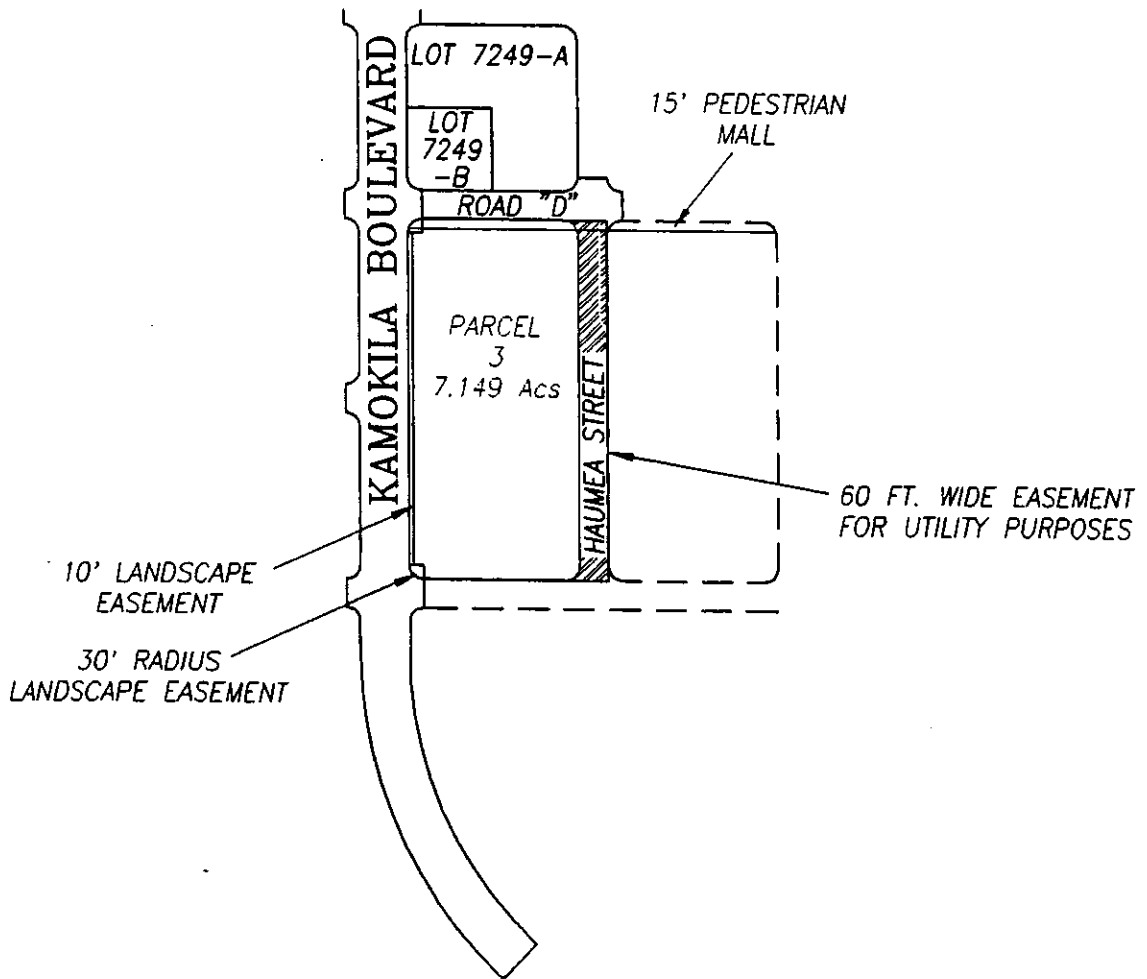 KAMOKILA BOULEVARD
LOT 7249-A
15' PEDESTRIAN
MALL
LOT
7249
-B
ROAD "D"
PARCEL
3
7.149 Acs
HAUMEA STREET
60 FT. WIDE EASEMENT
FOR UTILITY PURPOSES
10' LANDSCAPE
EASEMENT
30' RADIUS
LANDSCAPE EASEMENT